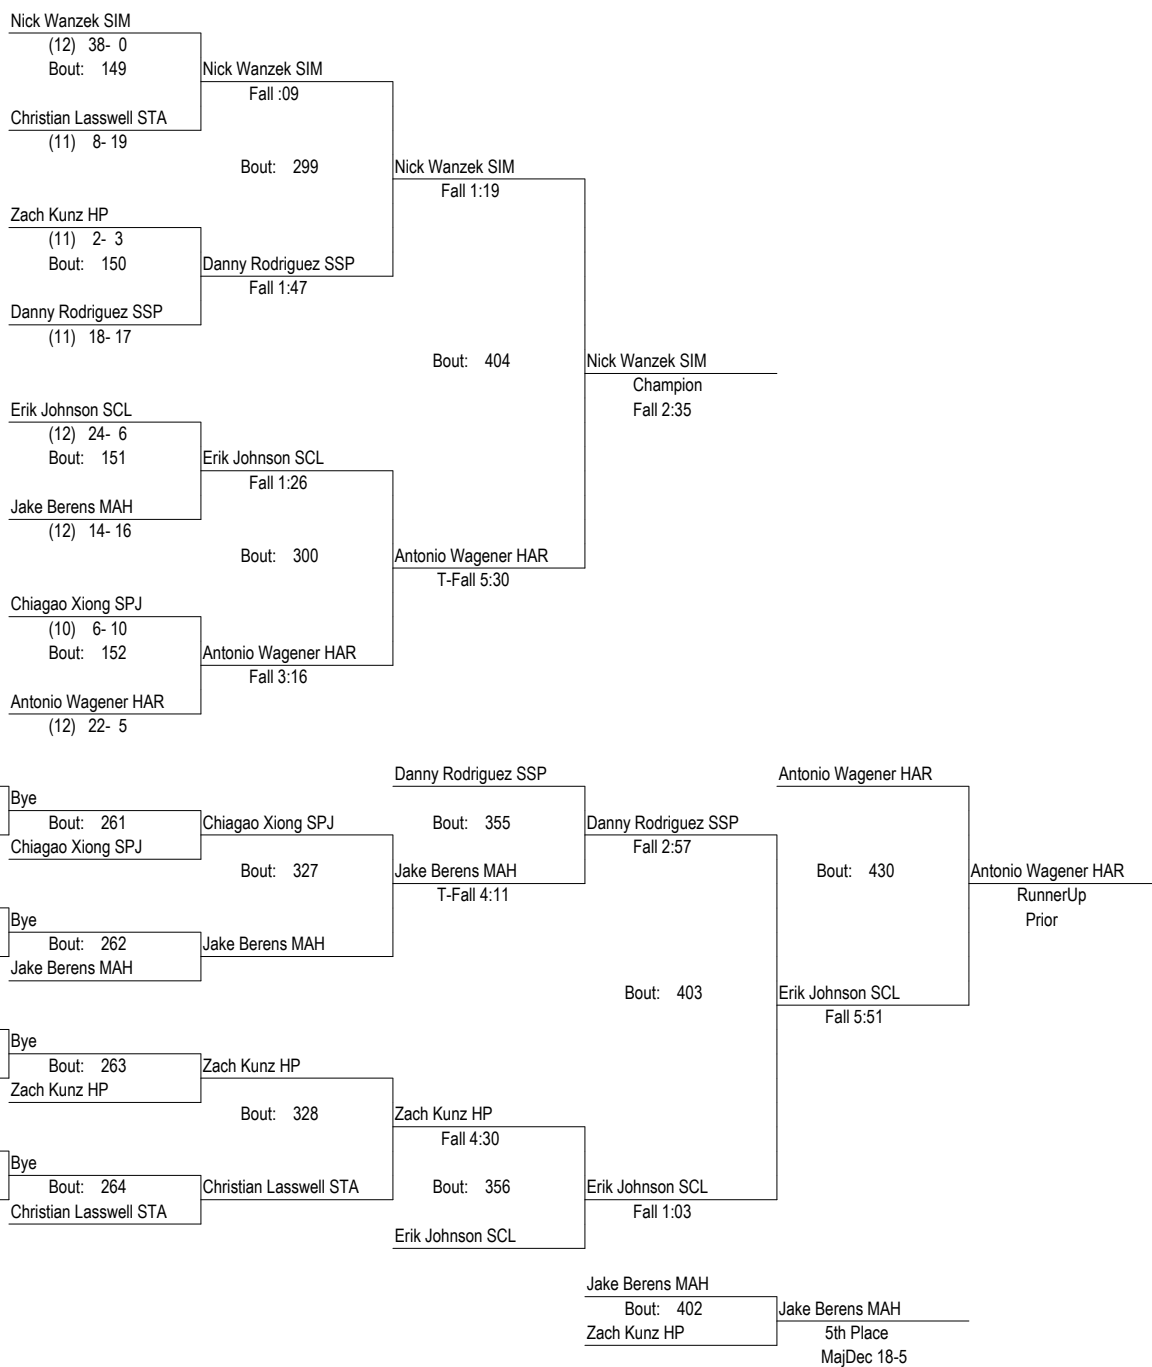 Nick Wanzek SIM
(12) 38- 0
Bout: 149
Nick Wanzek SIM
Fall :09
Christian Lasswell STA
(11) 8- 19
Bout: 299
Nick Wanzek SIM
Fall 1:19
Zach Kunz HP
(11) 2- 3
Bout: 150
Danny Rodriguez SSP
Fall 1:47
Danny Rodriguez SSP
(11) 18- 17
Bout: 404
Nick Wanzek SIM
Champion
Fall 2:35
Erik Johnson SCL
(12) 24- 6
Bout: 151
Erik Johnson SCL
Fall 1:26
Jake Berens MAH
(12) 14- 16
Bout: 300
Antonio Wagener HAR
T-Fall 5:30
Chiagao Xiong SPJ
(10) 6- 10
Bout: 152
Antonio Wagener HAR
Fall 3:16
Antonio Wagener HAR
(12) 22- 5
Danny Rodriguez SSP
Antonio Wagener HAR
Bye
Bout: 261
Chiagao Xiong SPJ
Chiagao Xiong SPJ
Bout: 355
Danny Rodriguez SSP
Fall 2:57
Bout: 327
Jake Berens MAH
T-Fall 4:11
Bout: 430
Antonio Wagener HAR
RunnerUp
Prior
Bye
Bout: 262
Jake Berens MAH
Jake Berens MAH
Bout: 403
Erik Johnson SCL
Fall 5:51
Bye
Bout: 263
Zach Kunz HP
Zach Kunz HP
Bout: 328
Zach Kunz HP
Fall 4:30
Bye
Bout: 264
Christian Lasswell STA
Christian Lasswell STA
Bout: 356
Erik Johnson SCL
Fall 1:03
Erik Johnson SCL
Jake Berens MAH
Bout: 402
Zach Kunz HP
Jake Berens MAH
5th Place
MajDec 18-5